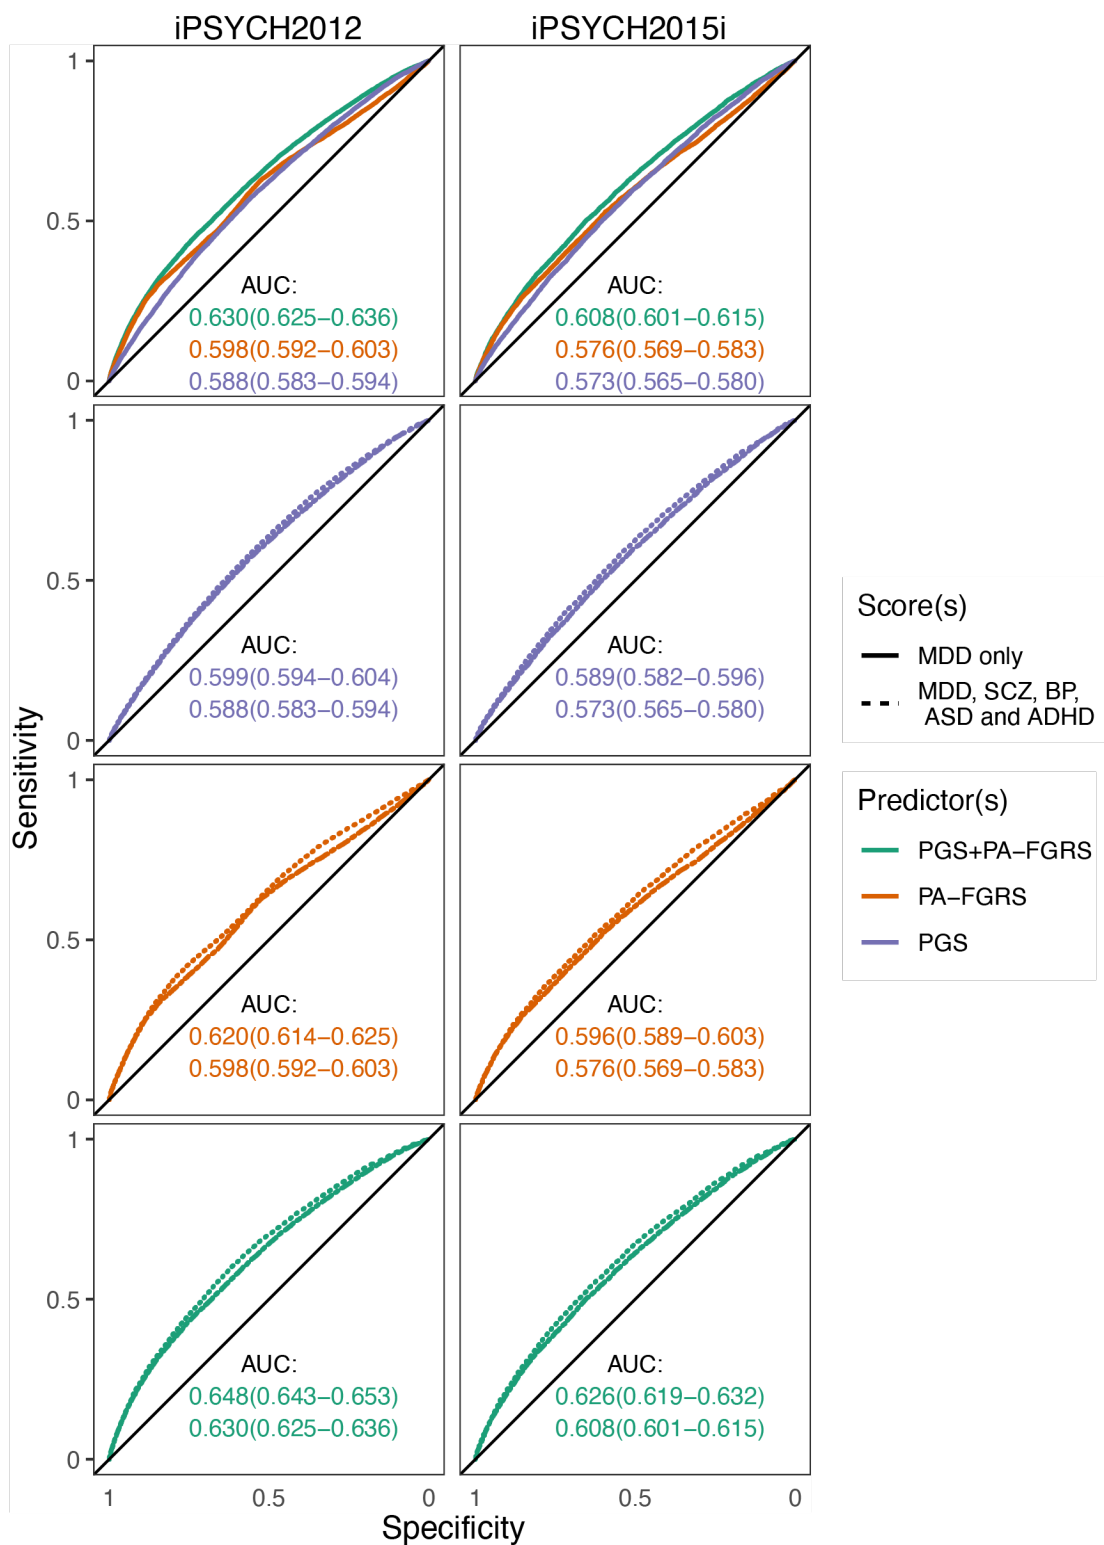 iPSYCH2012
iPSYCH2015i
1
0.5
0
AUC:
0.630(0.625−0.636)
0.598(0.592−0.603)
0.588(0.583−0.594)
AUC:
0.608(0.601−0.615)
0.576(0.569−0.583)
0.573(0.565−0.580)
1
0.5
0
AUC:
0.599(0.594−0.604)
0.588(0.583−0.594)
AUC:
0.589(0.582−0.596)
0.573(0.565−0.580)
1
0.5
0
AUC:
0.620(0.614−0.625)
0.598(0.592−0.603)
AUC:
0.596(0.589−0.603)
0.576(0.569−0.583)
1
0.5
0
AUC:
0.648(0.643−0.653)
0.630(0.625−0.636)
AUC:
0.626(0.619−0.632)
0.608(0.601−0.615)
1 0.5 0
1 0.5 0
Specificity
Sensitivity
Score(s)
MDD only
MDD, SCZ, BP,
ASD and ADHD
Predictor(s)
PGS+PA−FGRS
PA−FGRS
PGS